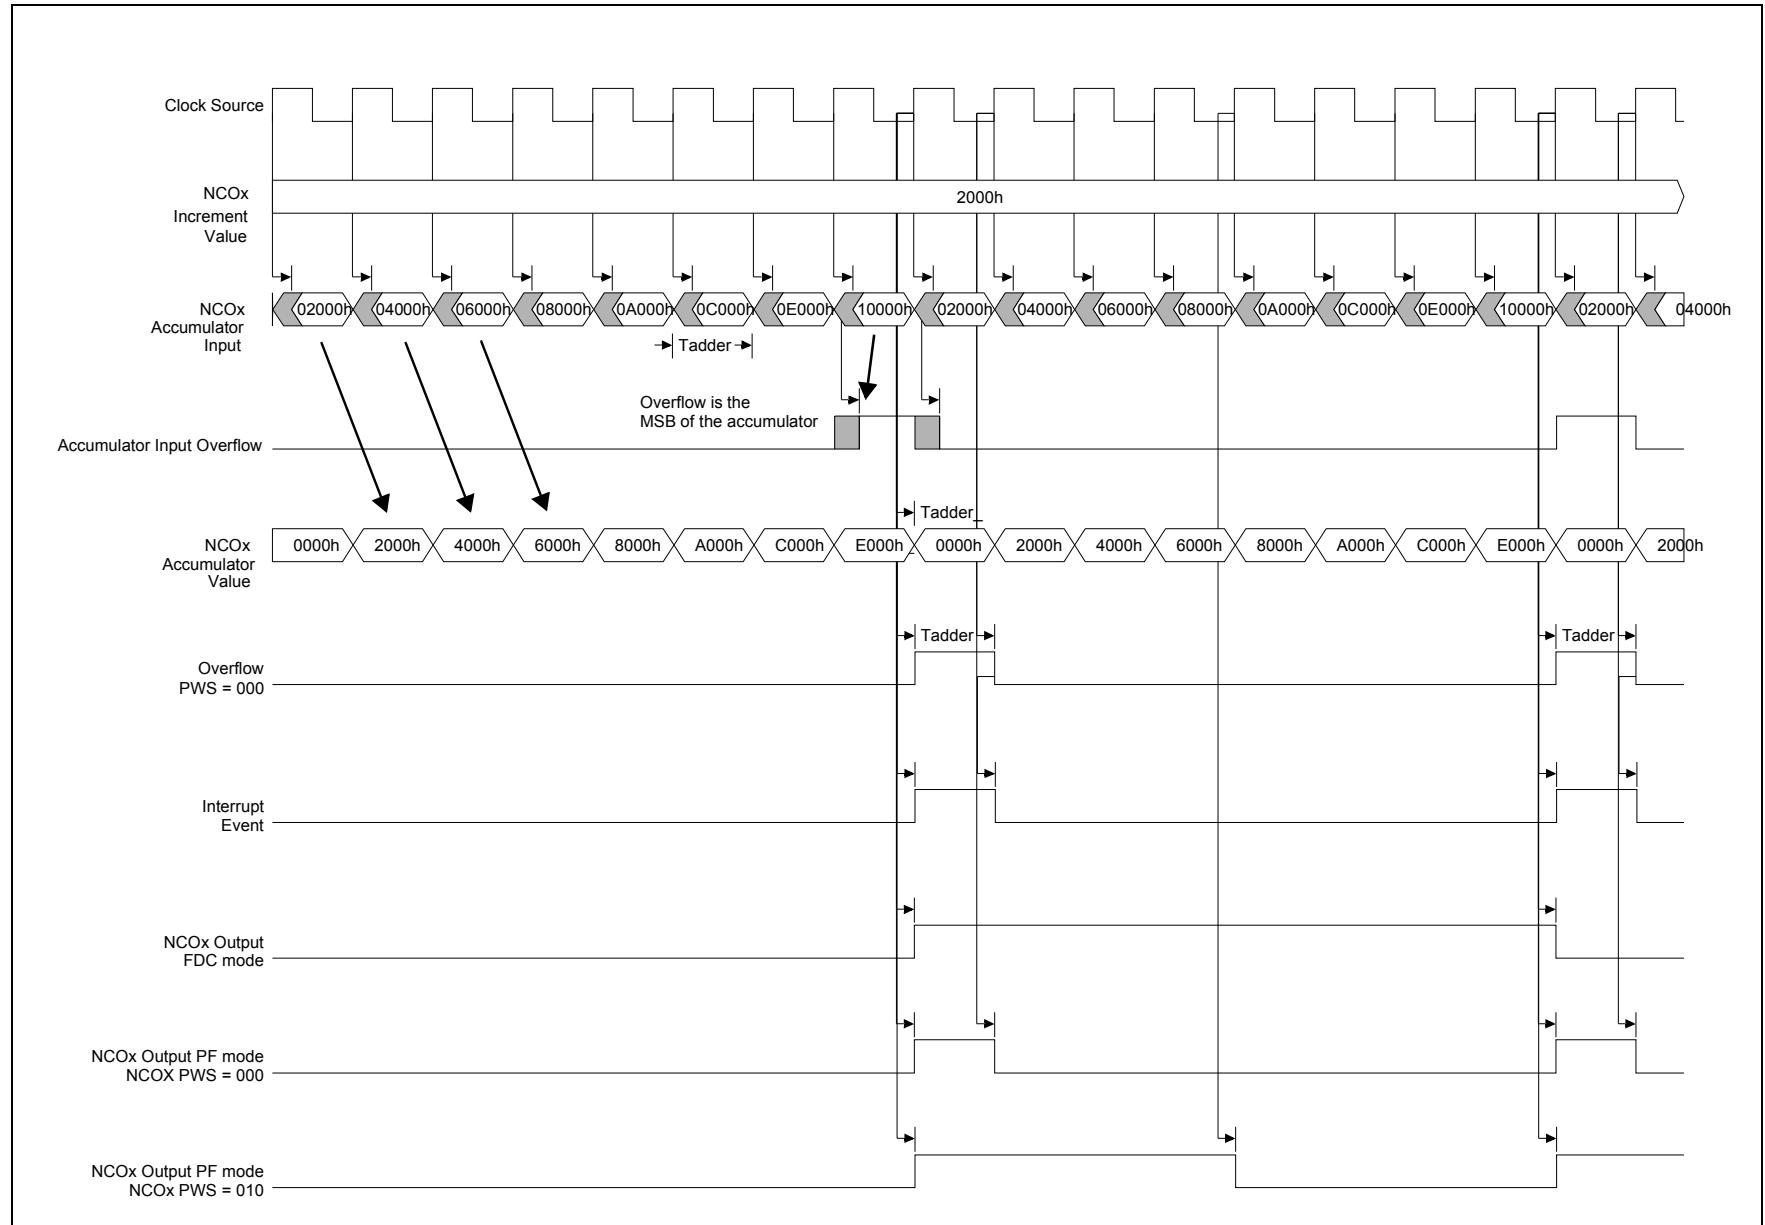 Clock Source
NCOx
Increment
Value
2000h
NCOx
Accumulator
Input
02000h 04000h 06000h 08000h 0A000h 0C000h 0E000h 10000h 02000h 04000h 06000h 08000h 0A000h 0C000h 0E000h 10000h 02000h 04000h
Tadder
Overflow is the
MSB of the accumulator
Accumulator Input Overflow
Tadder_
NCOx
Accumulator
Value
0000h 2000h 4000h 6000h 8000h A000h C000h E000h 0000h 2000h 4000h 6000h 8000h A000h C000h E000h 0000h 2000h
Tadder Tadder
Overflow
PWS = 000
Interrupt
Event
NCOx Output
FDC mode
NCOx Output PF mode
NCOX PWS = 000
NCOx Output PF mode
NCOx PWS = 010